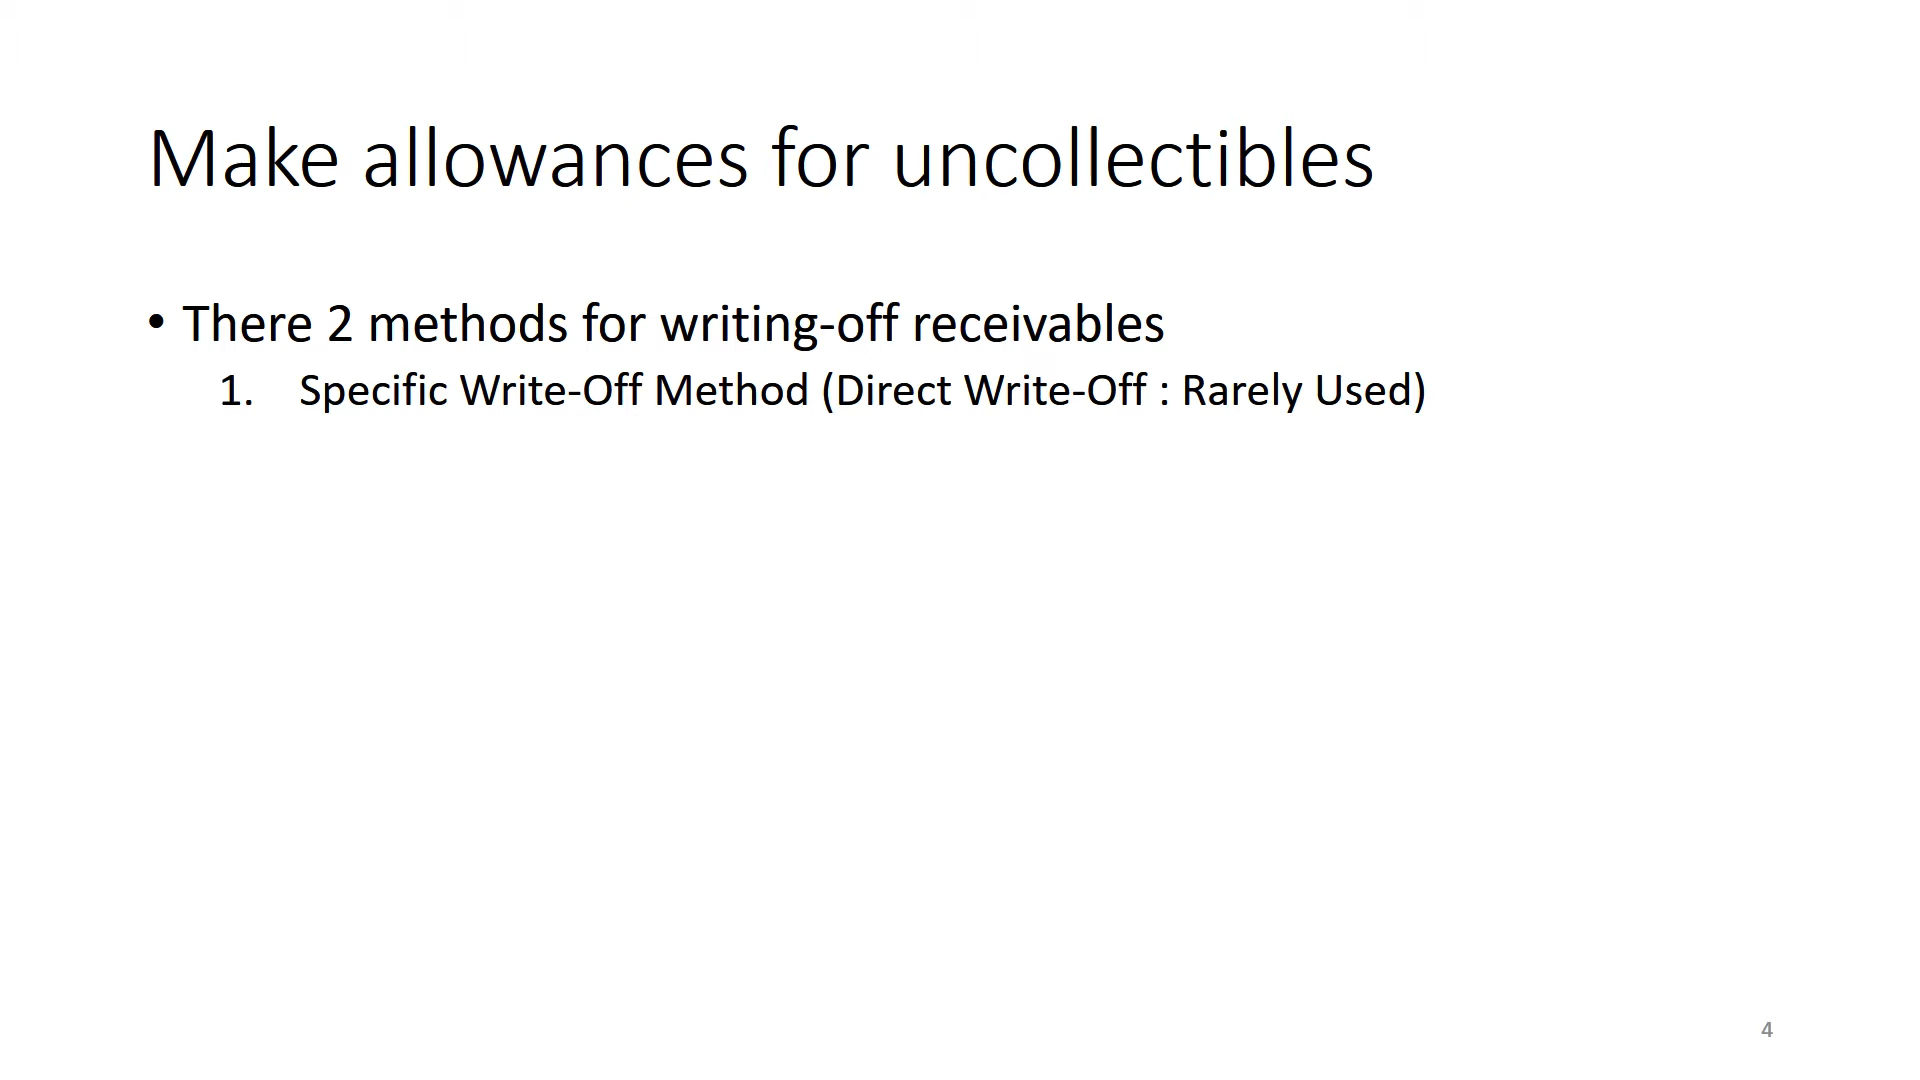 Make allowances for uncollectibles
• There 2 methods for writing-off receivables
1. Specific Write-Off Method (Direct Write-Off : Rarely Used)
4